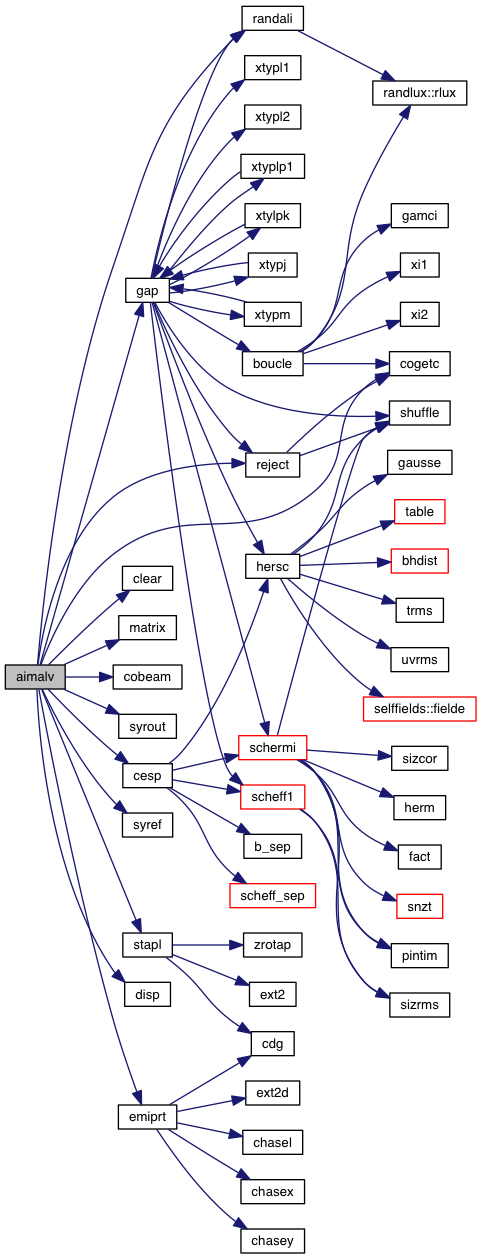 randali
xtypl1
randlux::rlux
xtypl2
xtyplp1
xtylpk
gamci
xtypj
xi1
gap
xtypm
xi2
boucle
cogetc
shuffle
reject
gausse
table
bhdist
hersc
clear
trms
matrix
uvrms
aimalv
cobeam
selffields::fielde
syrout
schermi
sizcor
cesp
scheff1
herm
syref
b_sep
fact
scheff_sep
snzt
stapl
zrotap
pintim
disp
ext2
sizrms
cdg
ext2d
emiprt
chasel
chasex
chasey